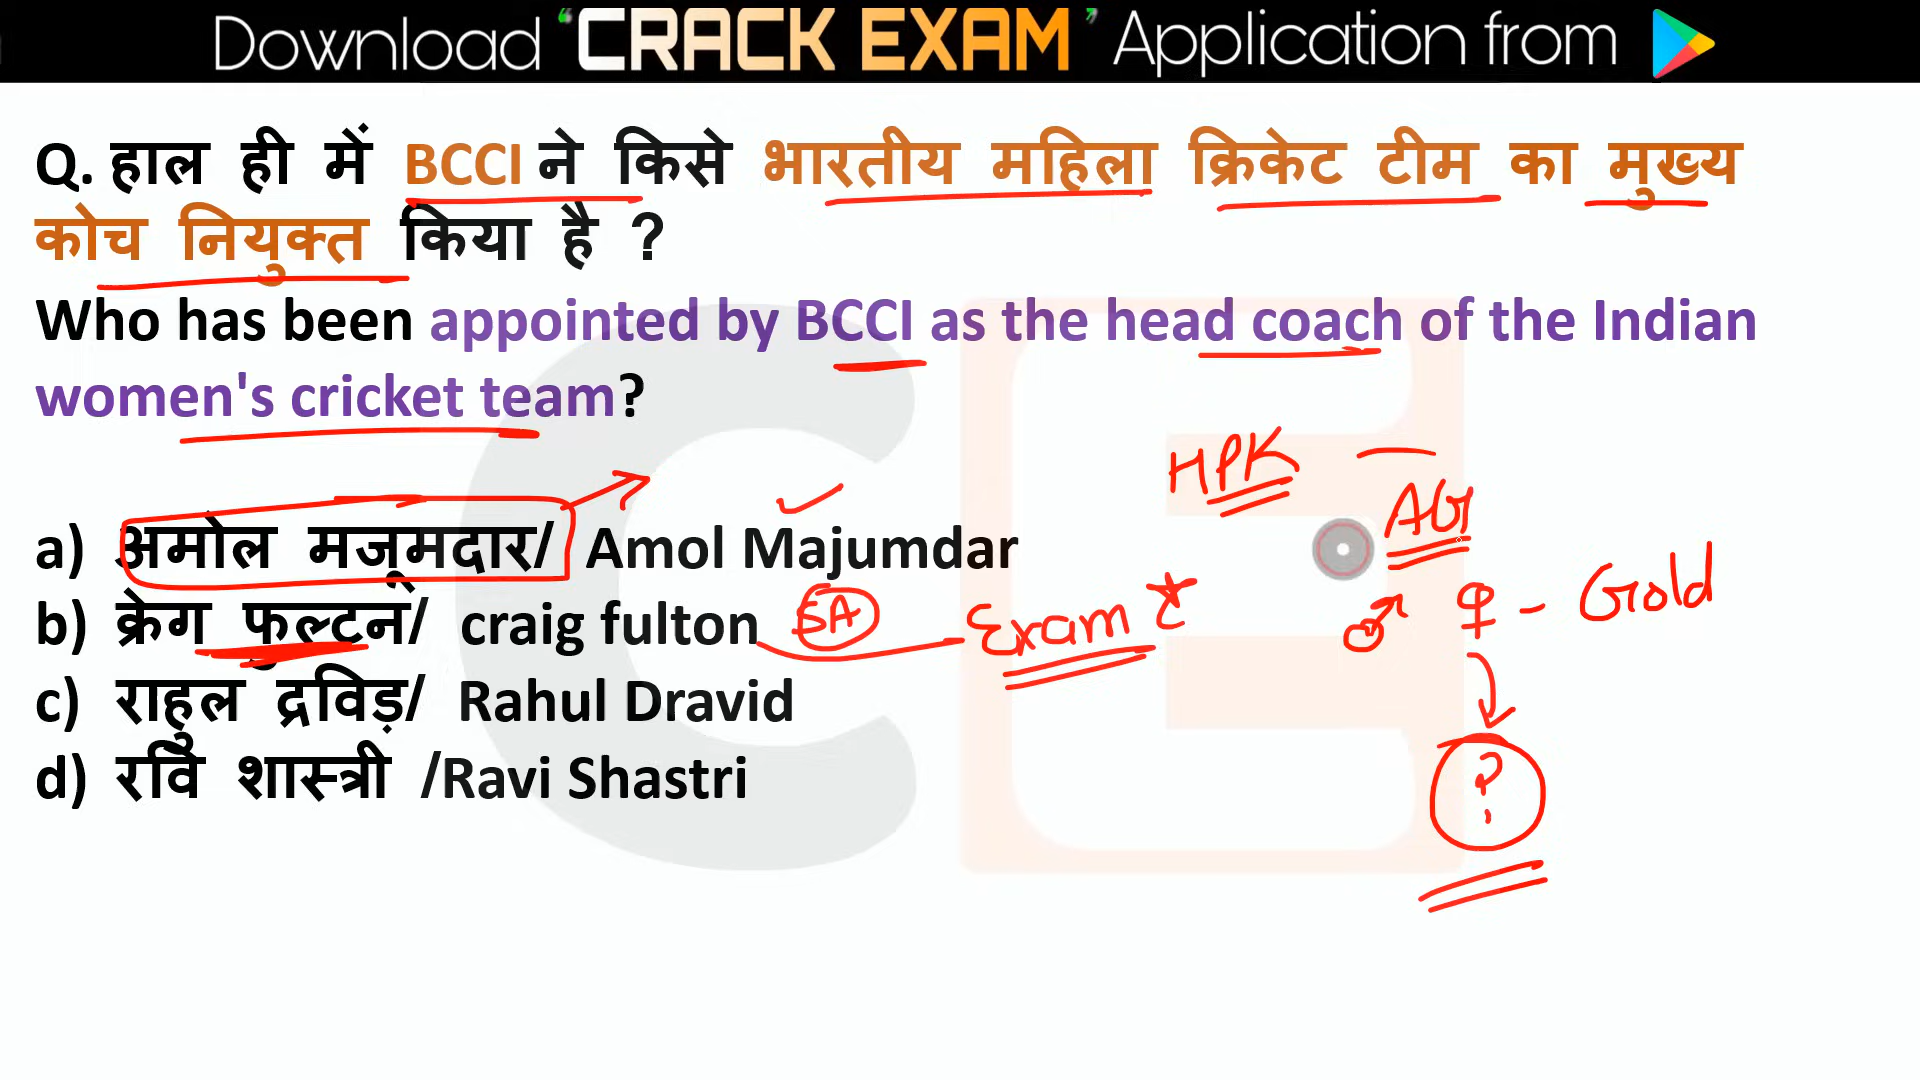 Download “CRACK EXAM” Application from
Q. हाल ही में BCCI ने किसे भारतीय महिला क्रिकेट टीम का मुख्य
कोच नियुक्त किया है ?
Who has been appointed by BCCI as the head coach of the Indian
women's cricket team?
HPK
AG
a) अमोल मजूमदार/ Amol Majumdar
b) क्रेग फुल्टन/ craig fulton SA Exam
- Gold
c) राहुल द्रविड़/ Rahul Dravid
d) रवि शास्त्री /Ravi Shastri
?